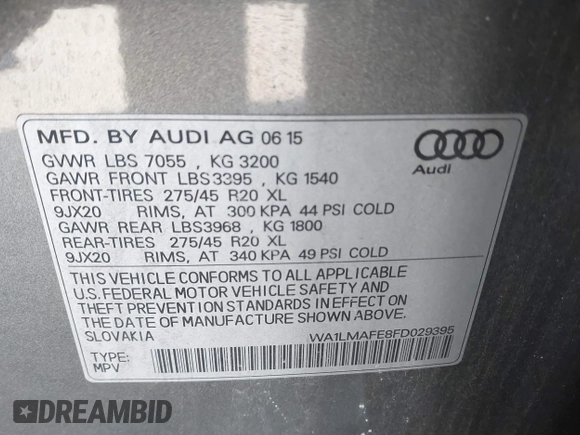 MFD. BY AUDI AG 06 15
Audi
GVWR LBS 7055 , KG 3200
GAWR FRONT LBS3395 , KG 1540
FRONT-TIRES 275/45 R20 XL
9JX20 RIMS, AT 300 KPA 44 PSI COLD
GAWR REAR LBS3968 , KG 1800
REAR-TIRES 275/45 R20 XL
9JX20 RIMS, AT 340 KPA 49 PSI COLD
THIS VEHICLE CONFORMS TO ALL APPLICABLE
U.S. FEDERAL MOTOR VEHICLE SAFETY AND
THEFT PREVENTION STANDARDS IN EFFECT ON
THE DATE OF MANUFACTURE SHOWN ABOVE.
SLOVAKIA
WA1LMAFE8FD029395
TYPE:
MPV
DREAMBID